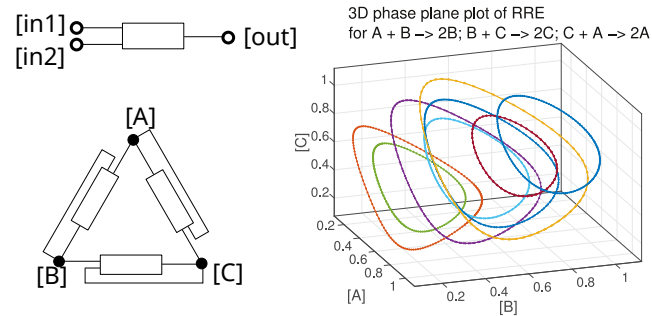 [in1]
[in2]
[out]
[A]
[B]
[C]
3D phase plane plot of RRE
for A + B -> 2B; B + C -> 2C; C + A -> 2A
1
0.8
0.6
0.4
0.2
[C]
0.2
0.4
0.6
0.8
1
[A]
0.2
0.4
0.6
0.8
1
[B]